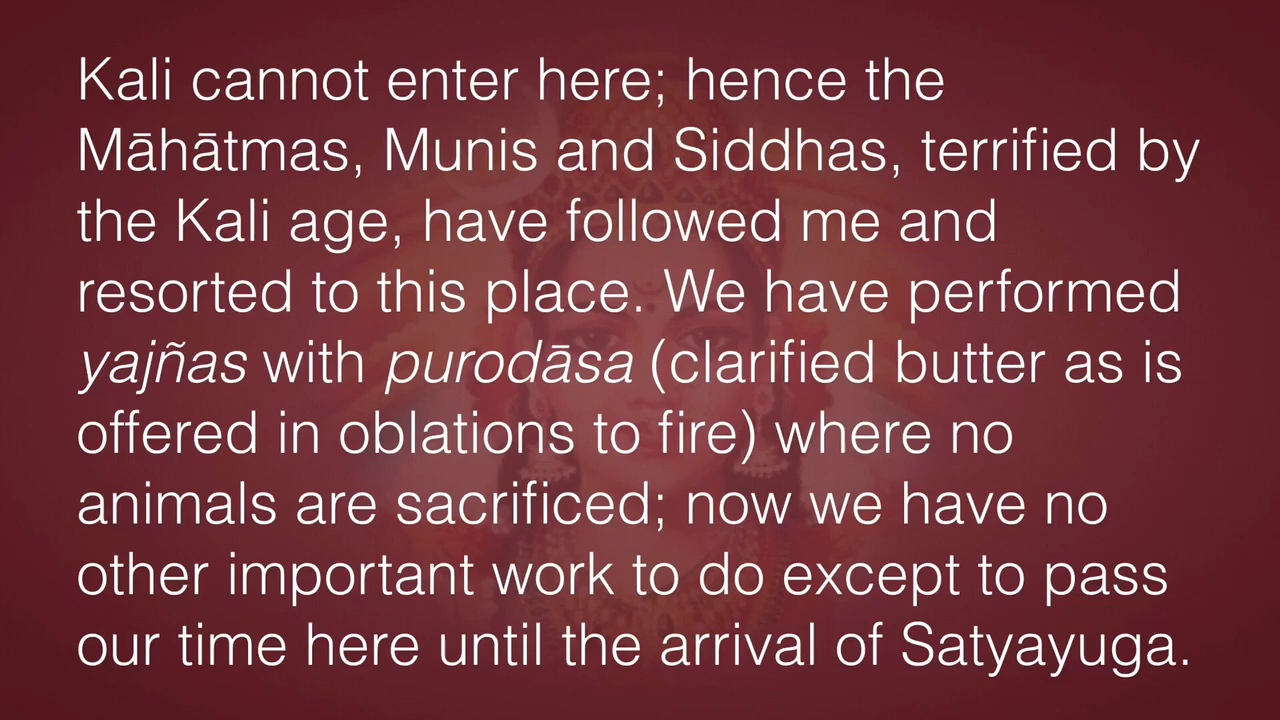 Kali cannot enter here; hence the
Māhātmas, Munis and Siddhas, terrified by
the Kali age, have followed me and
resorted to this place. We have performed
yajñas with purodāsa (clarified butter as is
offered in oblations to fire) where no
animals are sacrificed; now we have no
other important work to do except to pass
our time here until the arrival of Satyayuga.